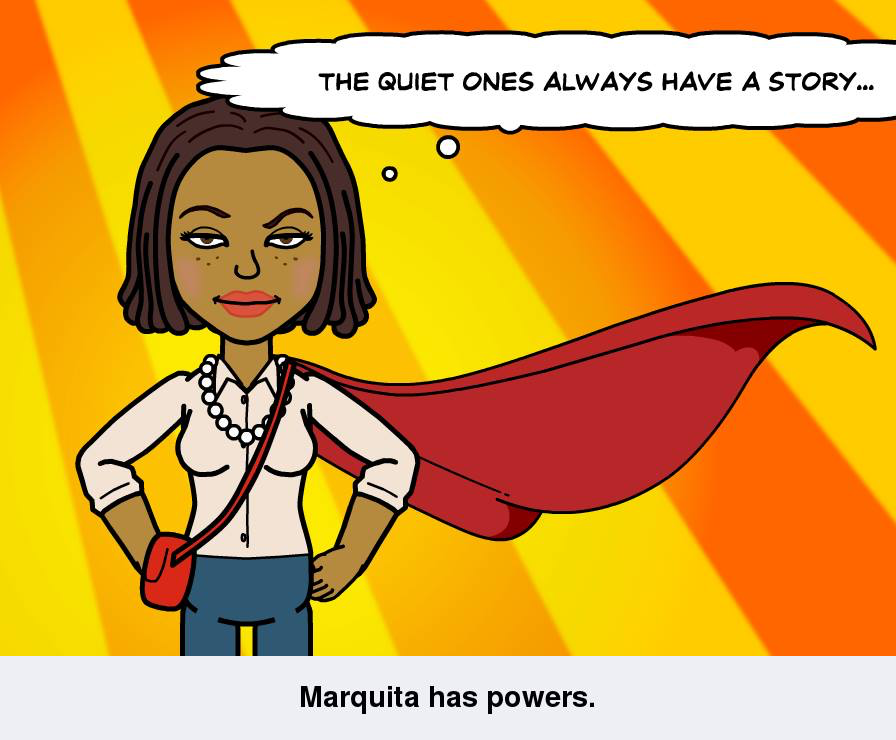 THE QUIET ONES ALWAYS HAVE A STORY...
Marquita has powers.